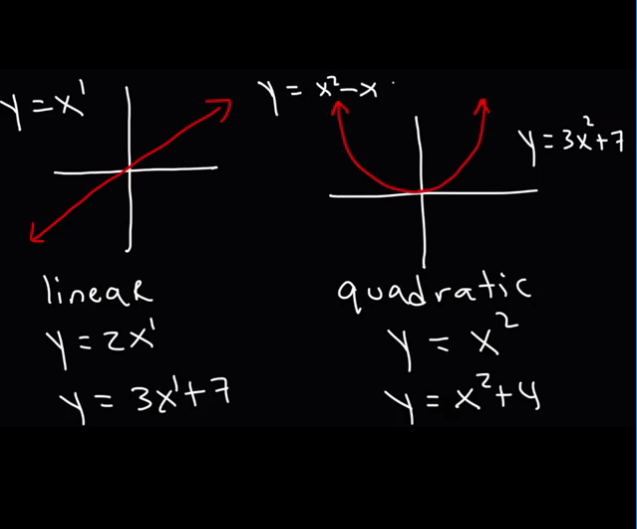 y = x¹
y = x² - x
y = 3x² + 7
linear
y = 2x¹
y = 3x¹ + 7
quadratic
y = x²
y = x² + 4